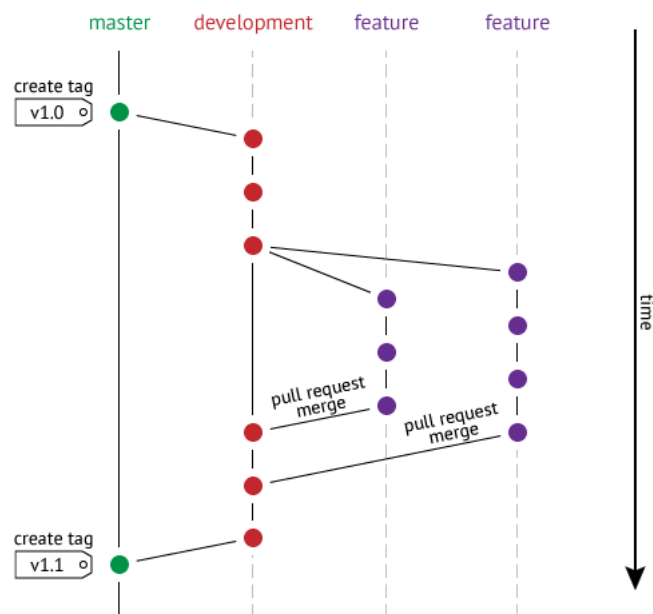 master
development
feature
feature
create tag
v1.0
time
pull request
merge
pull request
merge
create tag
v1.1